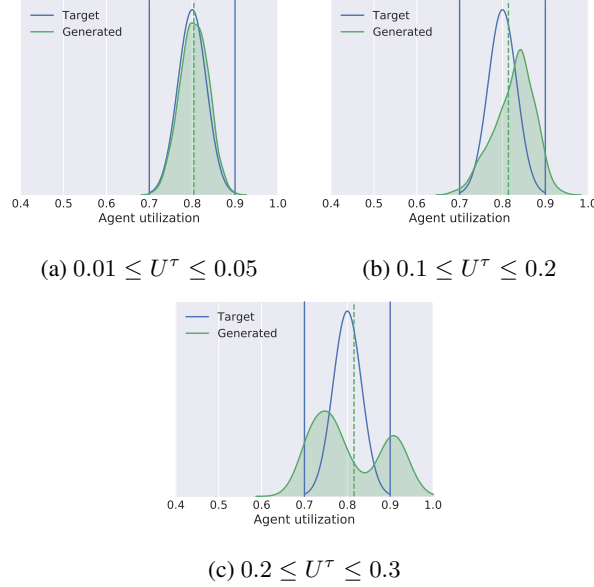 Target
Generated
0.4 0.5 0.6 0.7 0.8 0.9 1.0
Agent utilization
(a) 0.01 ≤ U^τ ≤ 0.05
Target
Generated
0.4 0.5 0.6 0.7 0.8 0.9 1.0
Agent utilization
(b) 0.1 ≤ U^τ ≤ 0.2
Target
Generated
0.4 0.5 0.6 0.7 0.8 0.9 1.0
Agent utilization
(c) 0.2 ≤ U^τ ≤ 0.3